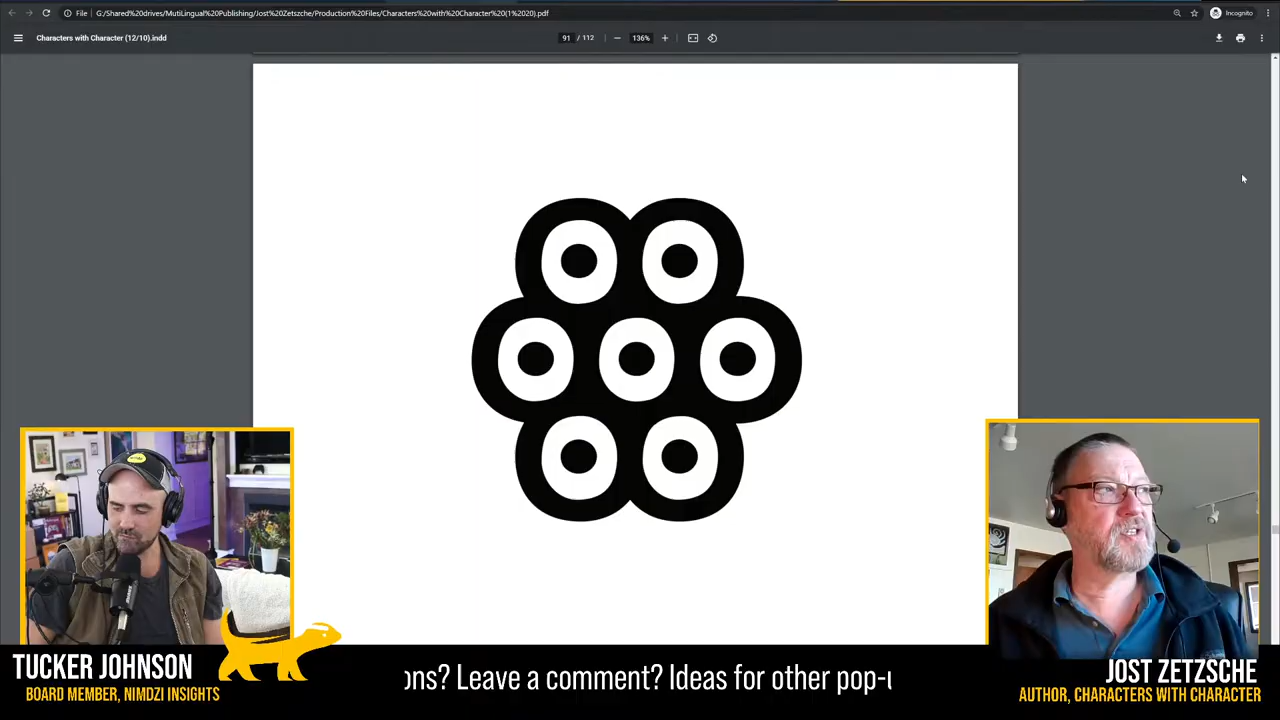 File
G:/Shared%20drives/MutiLingual%20Publishing/Jost%20Zetzsche/Production%20Files/Characters%20with%20Character%20(1%2020).pdf
Incognito
Characters with Character (12/10).indd
91 / 112
136%
ꙮ
TUCKER JOHNSON
BOARD MEMBER, NIMDZI INSIGHTS
ons? Leave a comment? Ideas for other pop-u
JOST ZETZSCHE
AUTHOR, CHARACTERS WITH CHARACTER